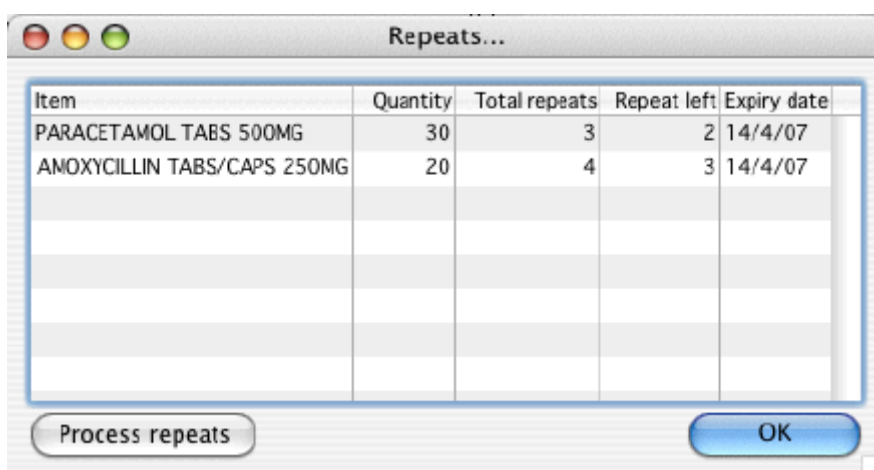 Repeats...
Item Quantity Total repeats Repeat left Expiry date
PARACETAMOL TABS 500MG 30 3 2 14/4/07
AMOXYCILLIN TABS/CAPS 250MG 20 4 3 14/4/07
Process repeats OK